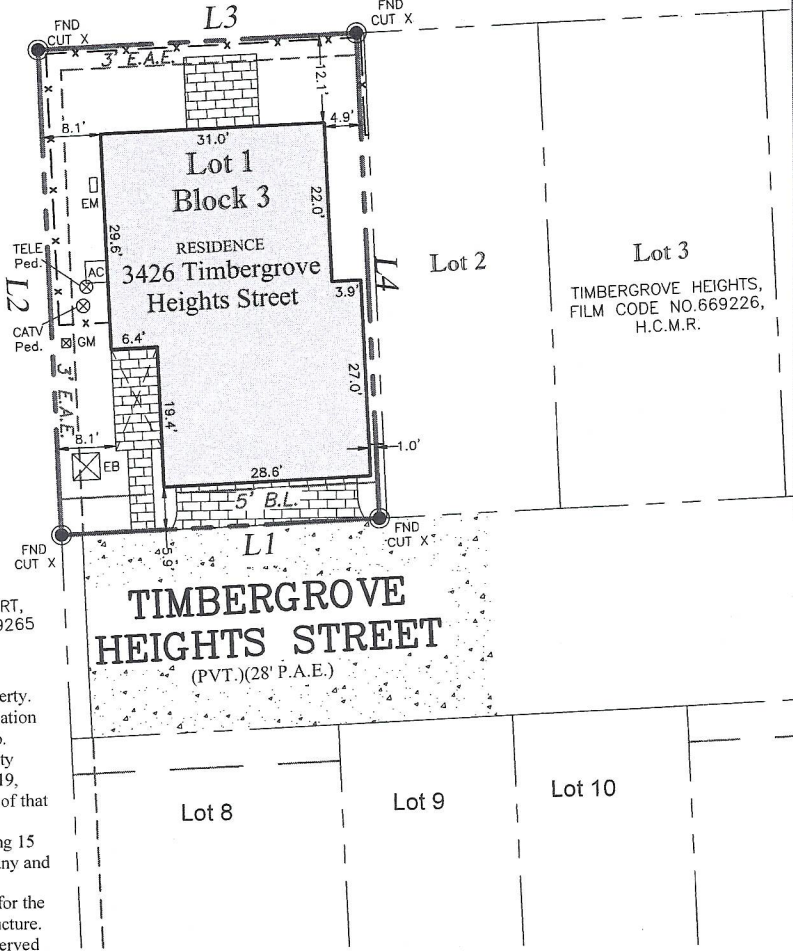 FND
CUT X
L3
FND
CUT X
3' E.A.E.
12.1'
8.1'
31.0'
4.9'
Lot 1
Block 3
22.0'
EM
29.6'
RESIDENCE
3426 Timbergrove
Heights Street
TELE
Ped.
AC
L2
L4
3.9'
Lot 2
Lot 3
TIMBERGROVE HEIGHTS,
FILM CODE NO.669226,
H.C.M.R.
CATV
Ped.
GM
6.4'
3' E.A.E.
27.0'
19.4'
8.1'
EB
1.0'
28.6'
5' B.L.
FND
CUT X
L1
FND
CUT X
5.9'
TIMBERGROVE
HEIGHTS STREET
(PVT.)(28' P.A.E.)
RT,
9265
erty.
ation
ty
19,
of that
ng 15
any and
for the
cture.
erved
Lot 8
Lot 9
Lot 10